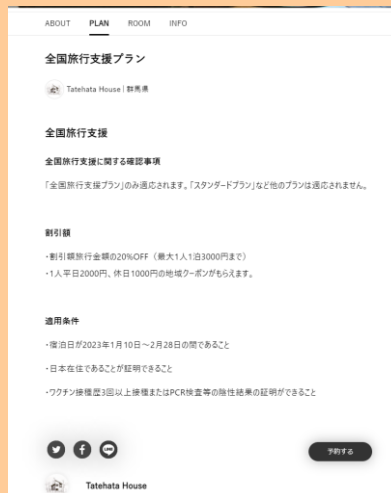 ABOUT PLAN ROOM INFO
全国旅行支援プラン
Tatehata House | 群馬県
全国旅行支援
全国旅行支援に関する確認事項
「全国旅行支援プラン」のみ適応されます。「スタンダードプラン」など他のプランは適応されません。
割引額
・割引額旅行金額の20%OFF（最大1人1泊3000円まで）
・1人平日2000円、休日1000円の地域クーポンがもらえます。
適用条件
・宿泊日が2023年1月10日～2月28日の間であること
・日本在住であることが証明できること
・ワクチン接種歴3回以上接種またはPCR検査等の陰性結果の証明ができること
LINE
予約する
Tatehata House